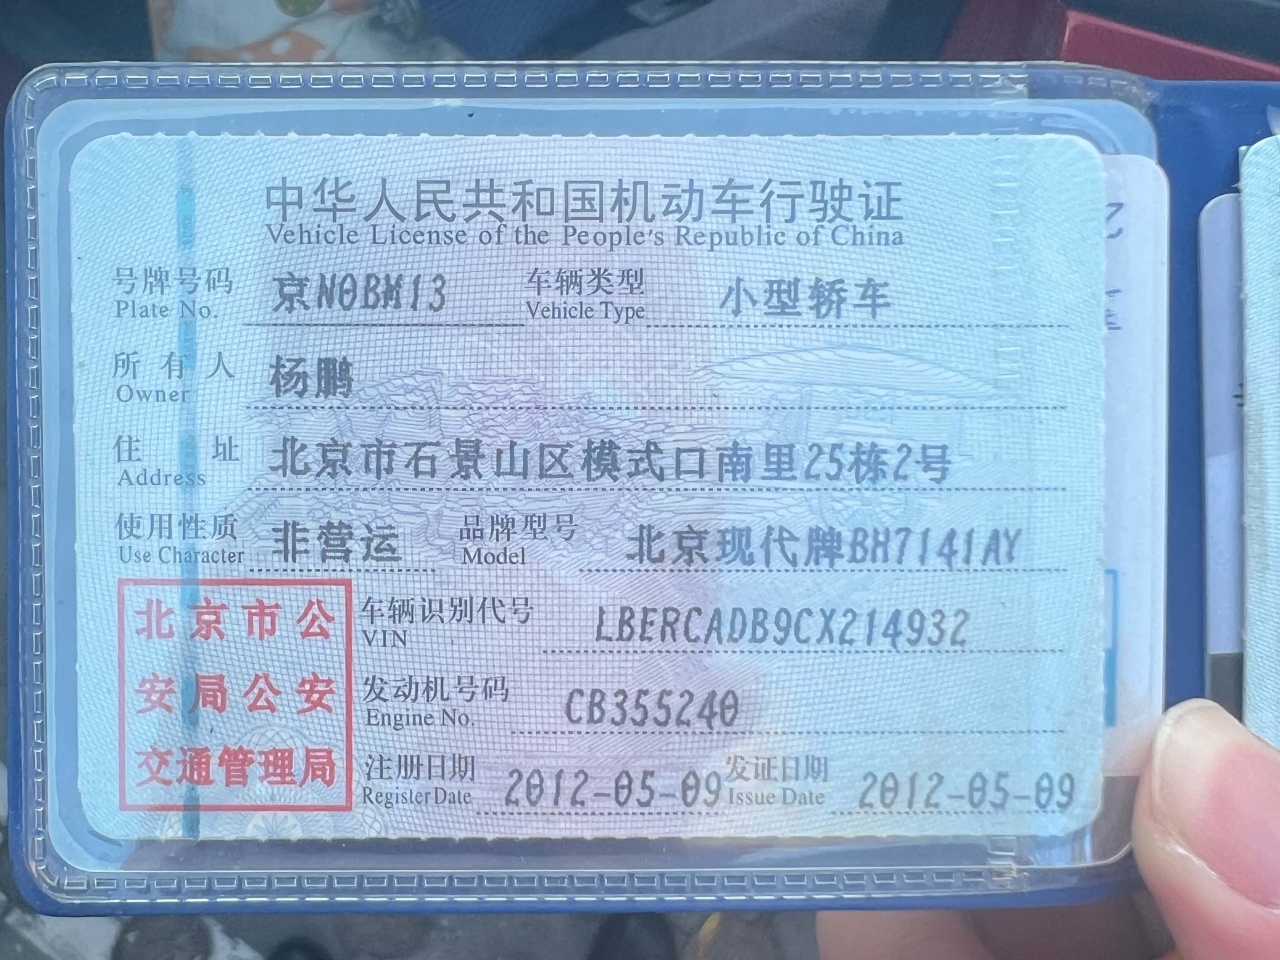 中华人民共和国机动车行驶证
Vehicle License of the People's Republic of China
号牌号码 京N0BM13 车辆类型 小型轿车
Plate No. Vehicle Type
所有人 杨鹏
Owner
住址 北京市石景山区模式口南里25栋2号
Address
使用性质 非营运 品牌型号 北京现代牌BH7141AY
Use Character Model
北京市公
安局公安
交通管理局
车辆识别代号 LBERCADB9CX214932
VIN
发动机号码 CB355240
Engine No.
注册日期 2012-05-09 发证日期 2012-05-09
Register Date Issue Date